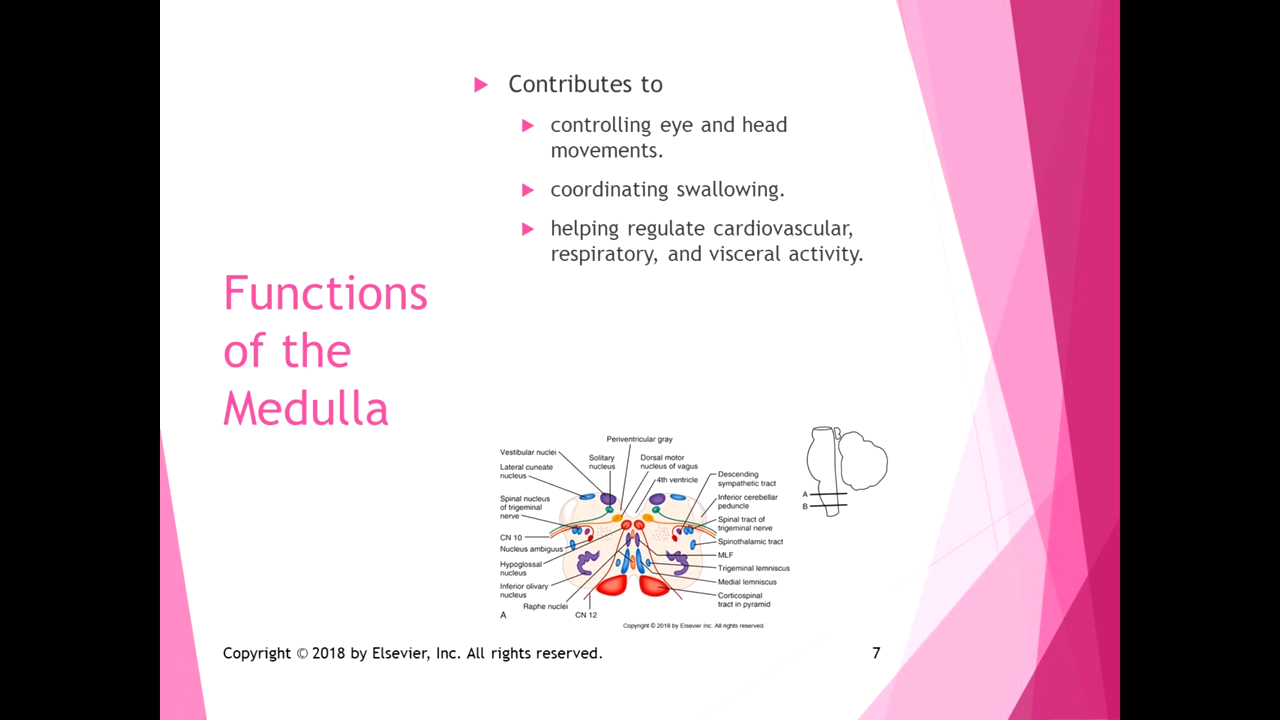 Functions
of the
Medulla
Contributes to
controlling eye and head
movements.
coordinating swallowing.
helping regulate cardiovascular,
respiratory, and visceral activity.
Periventricular gray
Vestibular nuclei
Lateral cuneate
nucleus
Solitary
nucleus
Dorsal motor
nucleus of vagus
4th ventricle
Spinal nucleus
of trigeminal
nerve
CN 10
Nucleus ambiguus
Hypoglossal
nucleus
Inferior olivary
nucleus
Raphe nuclei
CN 12
A
Descending
sympathetic tract
Inferior cerebellar
peduncle
Spinal tract of
trigeminal nerve
Spinothalamic tract
MLF
Trigeminal lemniscus
Medial lemniscus
Corticospinal
tract in pyramid
A
B
Copyright © 2018 by Elsevier Inc. All rights reserved.
Copyright © 2018 by Elsevier, Inc. All rights reserved.
7